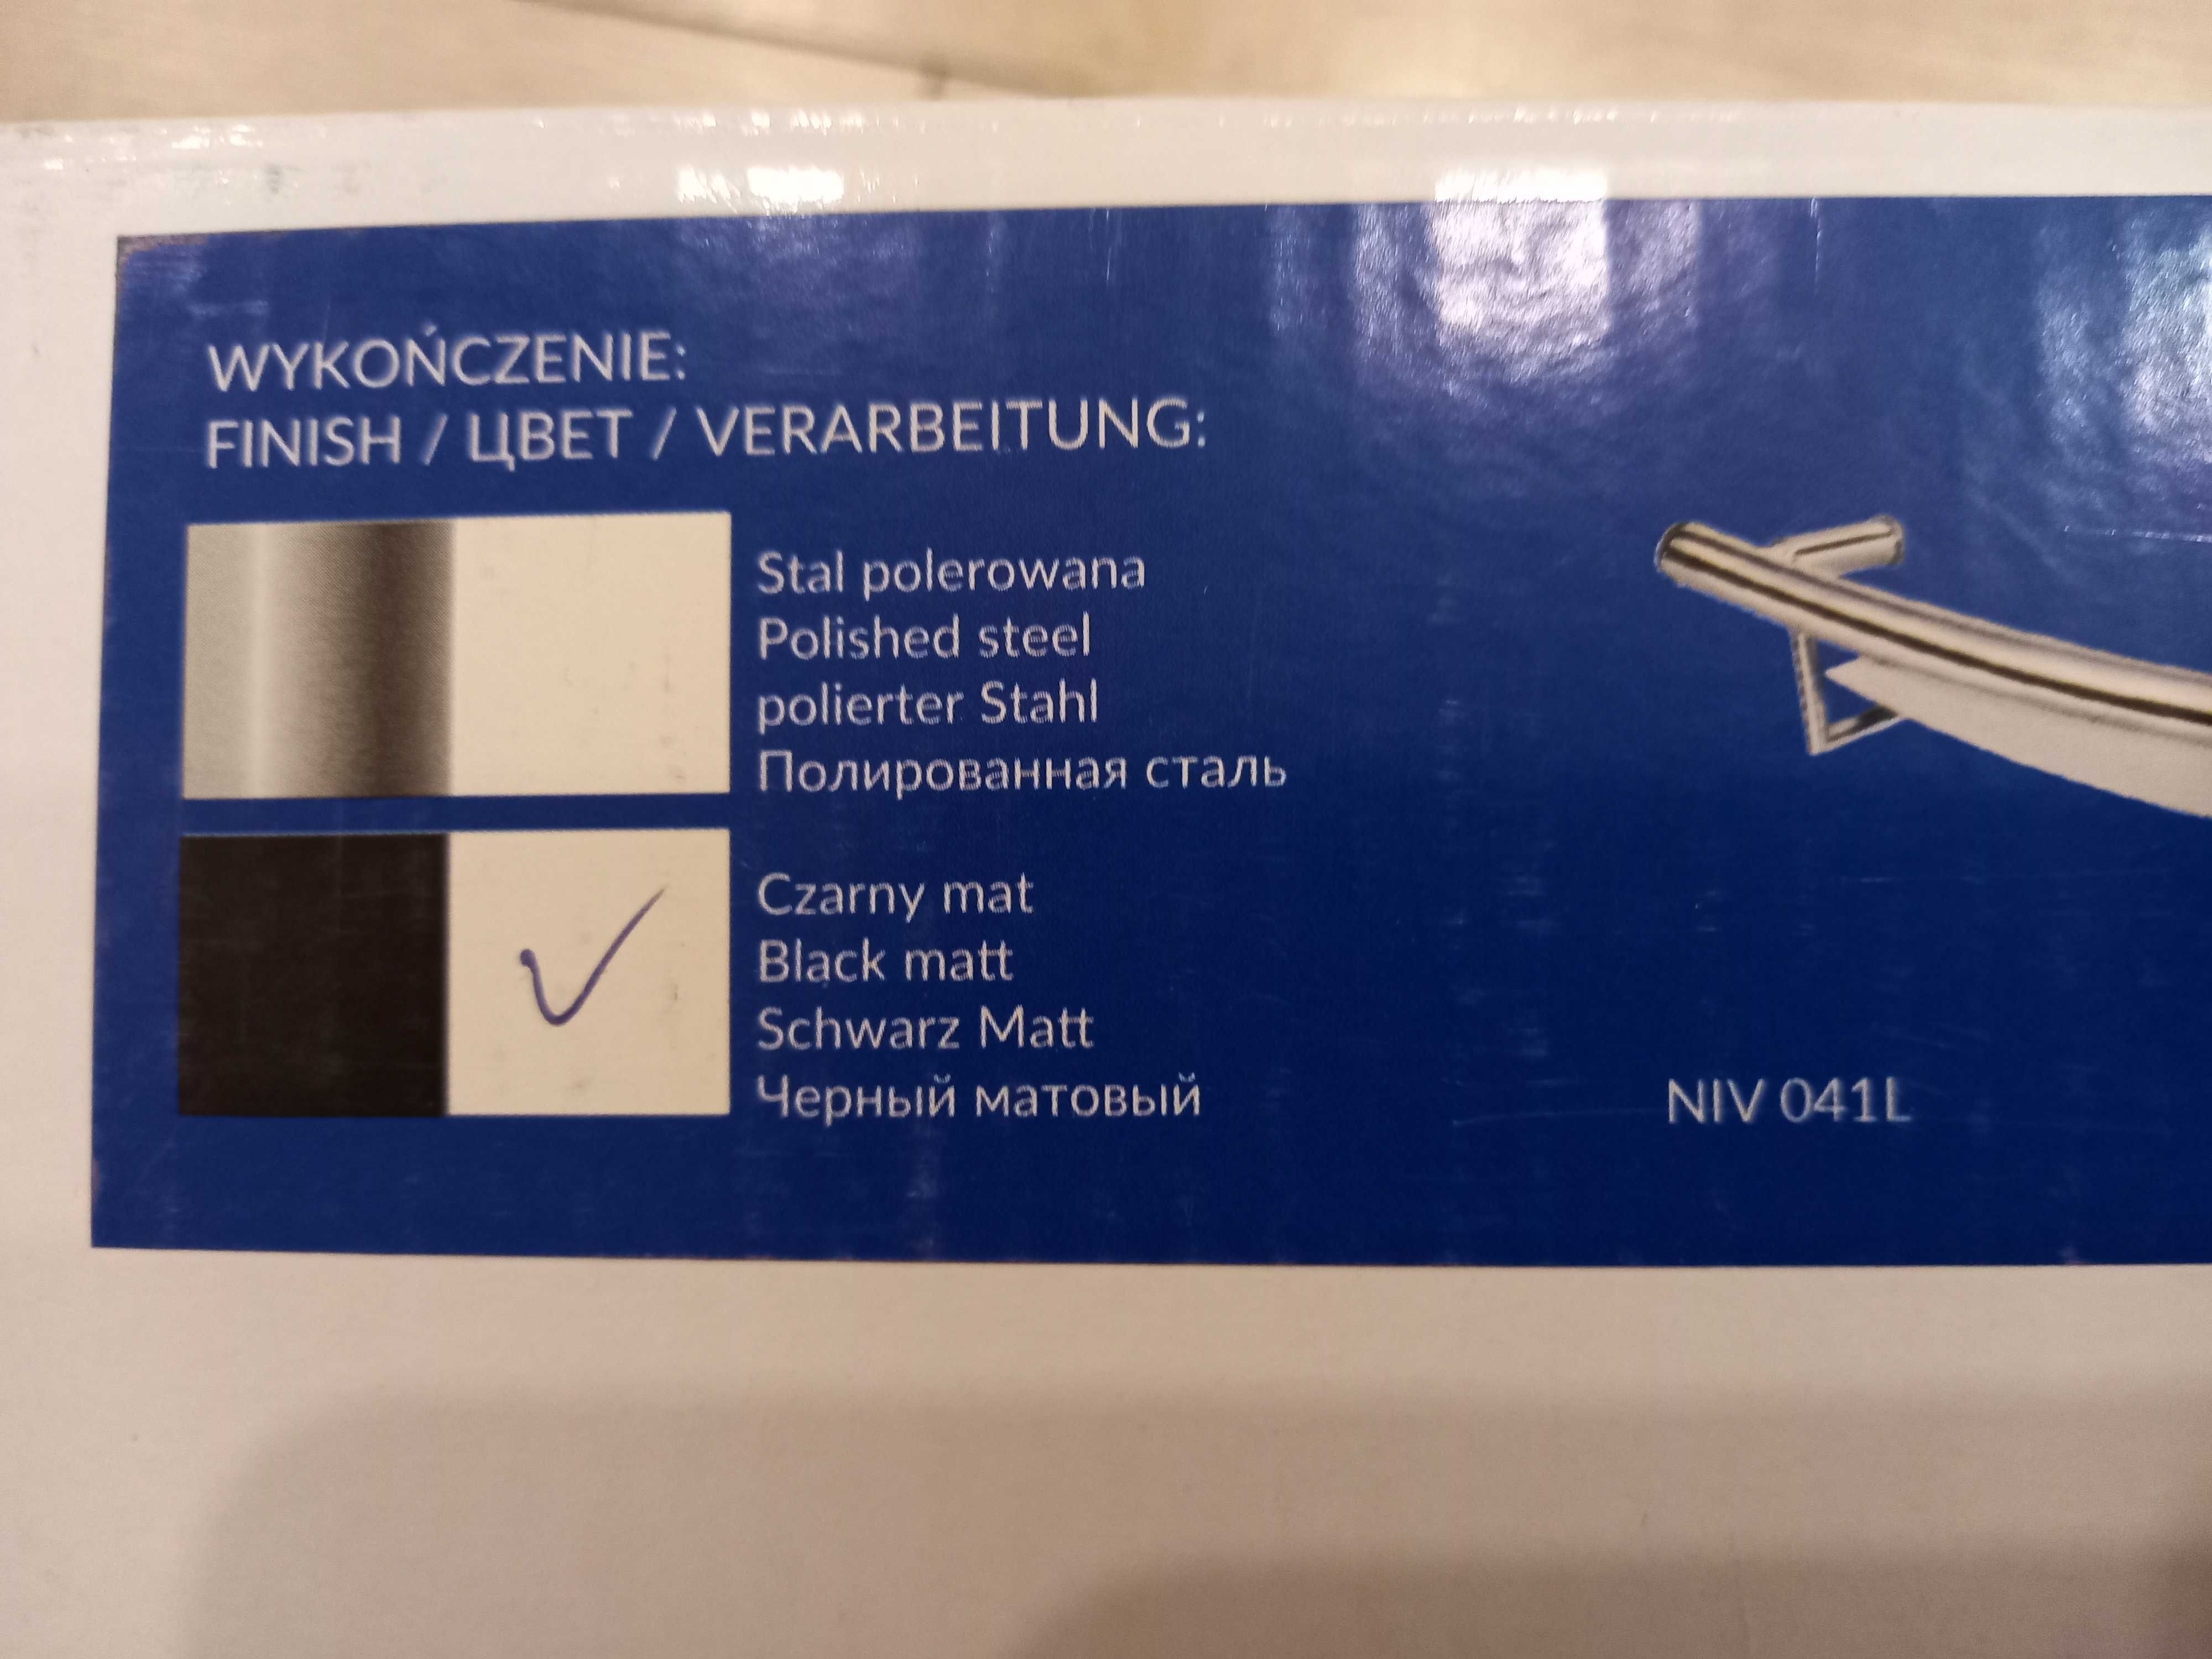 WYKOŃCZENIE:
FINISH / ЦВЕТ / VERARBEITUNG:
Stal polerowana
Polished steel
polierter Stahl
Полированная сталь
Czarny mat
Black matt
Schwarz Matt
Черный матовый
NIV 041L